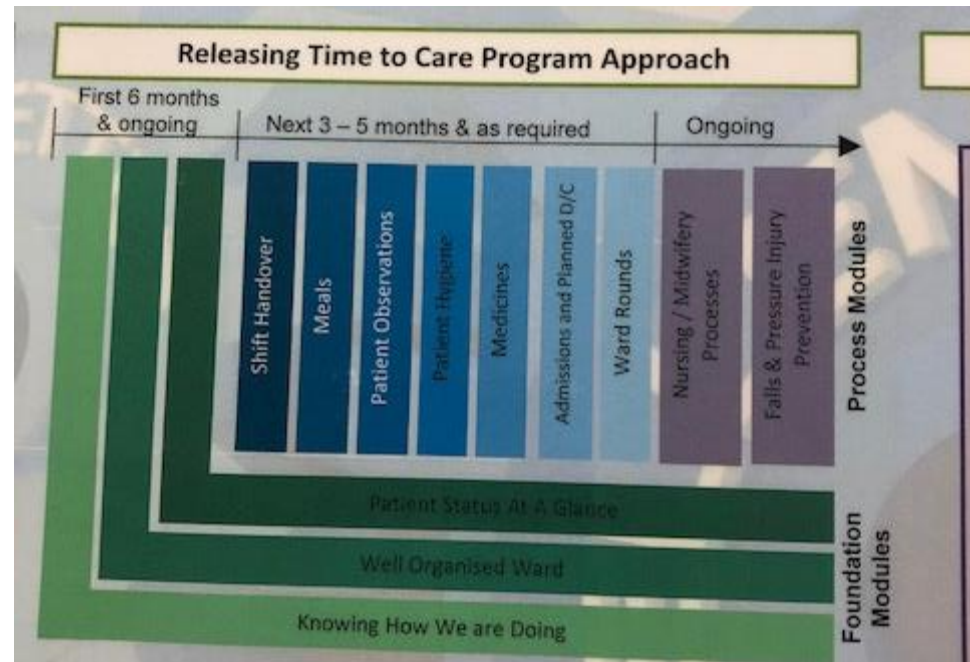 Releasing Time to Care Program Approach
First 6 months
& ongoing
Next 3 – 5 months & as required
Ongoing
Shift Handover
Meals
Patient Observations
Patient Hygiene
Medicines
Admissions and Planned D/C
Ward Rounds
Nursing / Midwifery
Processes
Falls & Pressure Injury
Prevention
Process Modules
Patient Status At A Glance
Well Organised Ward
Knowing How We are Doing
Foundation
Modules